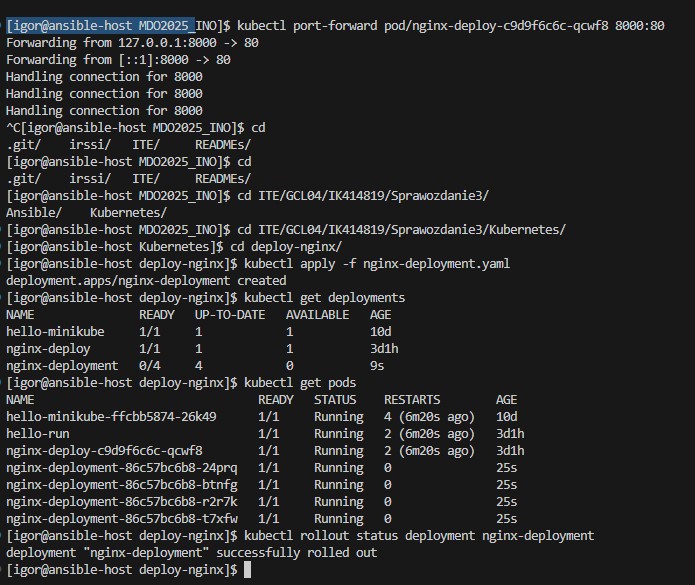 [igor@ansible-host MDO2025_INO]$ kubectl port-forward pod/nginx-deploy-c9d9f6c6c-qcwf8 8000:80
Forwarding from 127.0.0.1:8000 -> 80
Forwarding from [::1]:8000 -> 80
Handling connection for 8000
Handling connection for 8000
Handling connection for 8000
^C[igor@ansible-host MDO2025_INO]$ cd
.git/    irssi/   ITE/     READMEs/
[igor@ansible-host MDO2025_INO]$ cd
.git/    irssi/   ITE/     READMEs/
[igor@ansible-host MDO2025_INO]$ cd ITE/GCL04/IK414819/Sprawozdanie3/
Ansible/    Kubernetes/
[igor@ansible-host MDO2025_INO]$ cd ITE/GCL04/IK414819/Sprawozdanie3/Kubernetes/
[igor@ansible-host Kubernetes]$ cd deploy-nginx/
[igor@ansible-host deploy-nginx]$ kubectl apply -f nginx-deployment.yaml
deployment.apps/nginx-deployment created
[igor@ansible-host deploy-nginx]$ kubectl get deployments
NAME               READY   UP-TO-DATE   AVAILABLE   AGE
hello-minikube     1/1     1            1           10d
nginx-deploy       1/1     1            1           3d1h
nginx-deployment   0/4     4            0           9s
[igor@ansible-host deploy-nginx]$ kubectl get pods
NAME                                READY   STATUS    RESTARTS        AGE
hello-minikube-ffcbb5874-26k49      1/1     Running   4 (6m20s ago)   10d
hello-run                           1/1     Running   2 (6m20s ago)   3d1h
nginx-deploy-c9d9f6c6c-qcwf8        1/1     Running   2 (6m20s ago)   3d1h
nginx-deployment-86c57bc6b8-24prq   1/1     Running   0               25s
nginx-deployment-86c57bc6b8-btnfg   1/1     Running   0               25s
nginx-deployment-86c57bc6b8-r2r7k   1/1     Running   0               25s
nginx-deployment-86c57bc6b8-t7xfw   1/1     Running   0               25s
[igor@ansible-host deploy-nginx]$ kubectl rollout status deployment nginx-deployment
deployment "nginx-deployment" successfully rolled out
[igor@ansible-host deploy-nginx]$